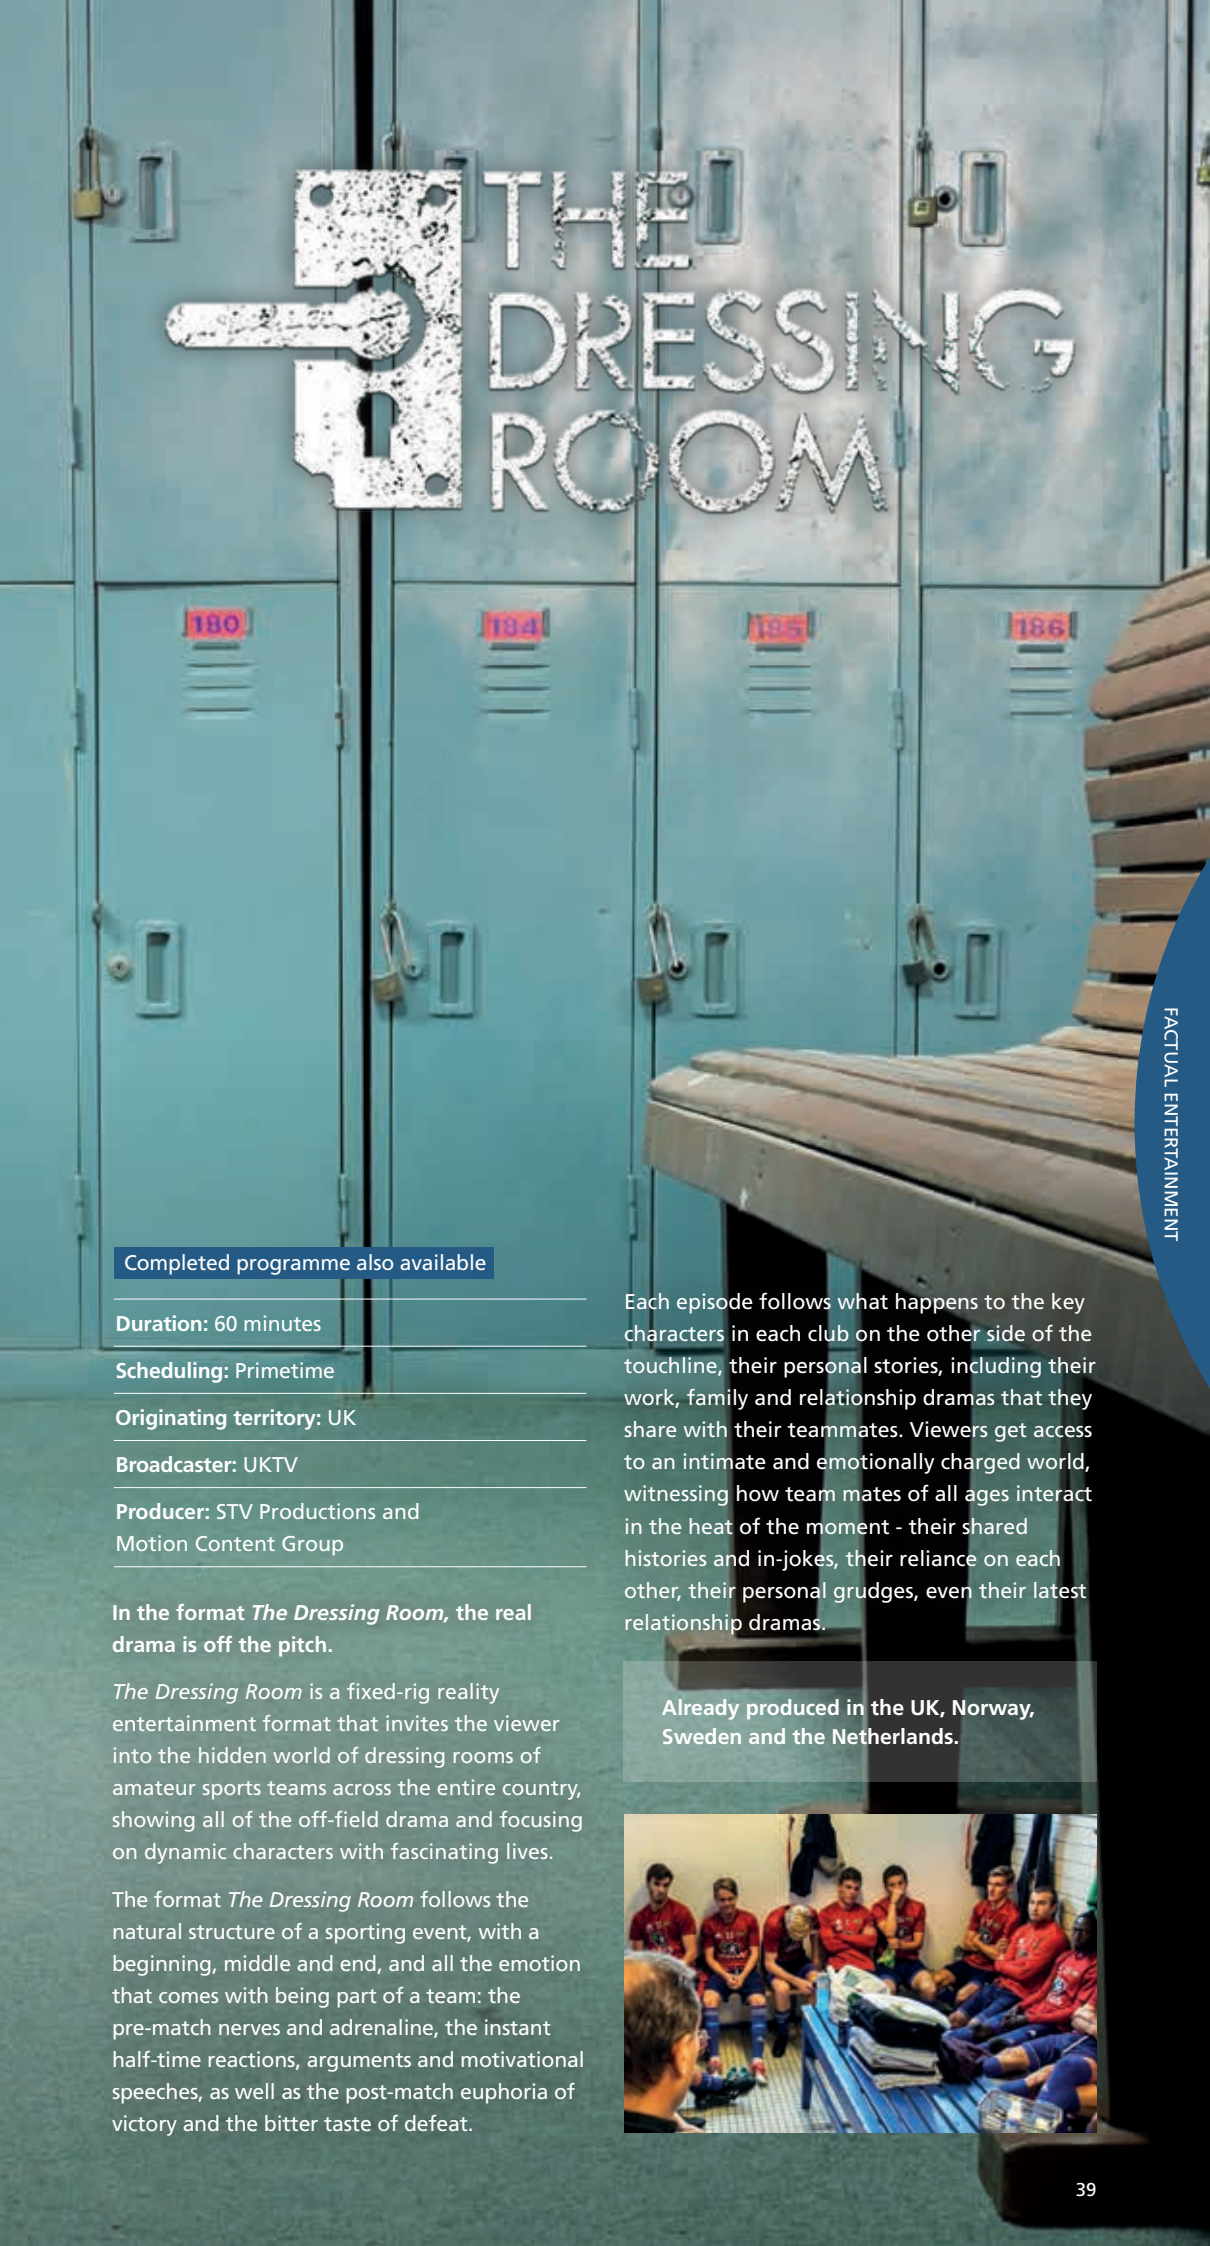 THE
DRESSING
ROOM
180
184
185
186
FACTUAL ENTERTAINMENT
Completed programme also available
Duration: 60 minutes
Scheduling: Primetime
Originating territory: UK
Broadcaster: UKTV
Producer: STV Productions and
Motion Content Group
In the format The Dressing Room, the real
drama is off the pitch.
The Dressing Room is a fixed-rig reality
entertainment format that invites the viewer
into the hidden world of dressing rooms of
amateur sports teams across the entire country,
showing all of the off-field drama and focusing
on dynamic characters with fascinating lives.
The format The Dressing Room follows the
natural structure of a sporting event, with a
beginning, middle and end, and all the emotion
that comes with being part of a team: the
pre-match nerves and adrenaline, the instant
half-time reactions, arguments and motivational
speeches, as well as the post-match euphoria of
victory and the bitter taste of defeat.
Each episode follows what happens to the key
characters in each club on the other side of the
touchline, their personal stories, including their
work, family and relationship dramas that they
share with their teammates. Viewers get access
to an intimate and emotionally charged world,
witnessing how team mates of all ages interact
in the heat of the moment - their shared
histories and in-jokes, their reliance on each
other, their personal grudges, even their latest
relationship dramas.
Already produced in the UK, Norway,
Sweden and the Netherlands.
39